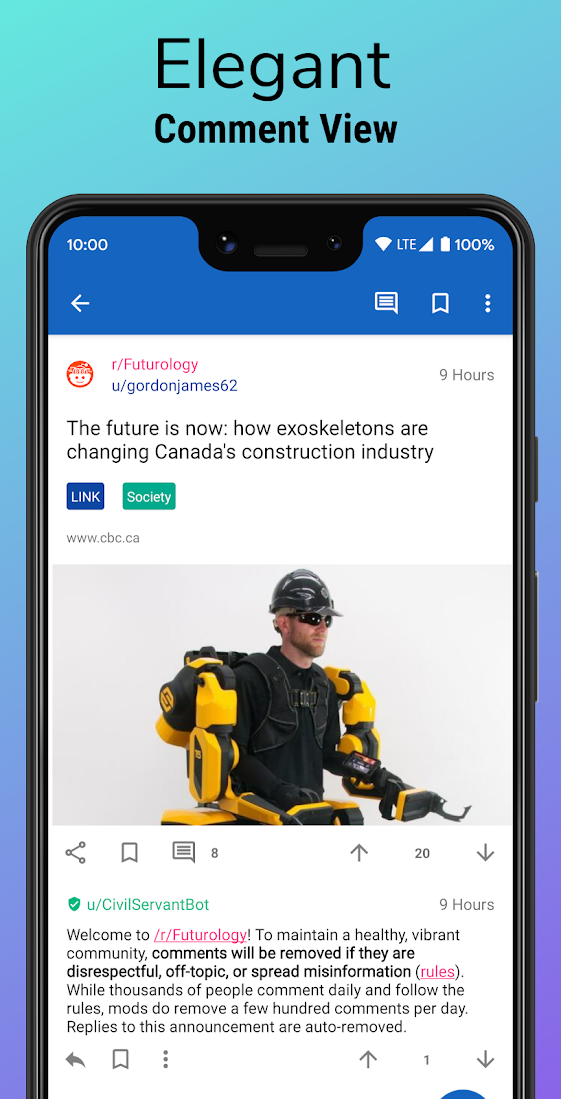 Elegant
Comment View
10:00
LTE
100%
r/Futurology
u/gordonjames62
9 Hours
The future is now: how exoskeletons are
changing Canada's construction industry
LINK
Society
www.cbc.ca
8
20
u/CivilServantBot
9 Hours
Welcome to /r/Futurology! To maintain a healthy, vibrant
community, comments will be removed if they are
disrespectful, off-topic, or spread misinformation (rules).
While thousands of people comment daily and follow the
rules, mods do remove a few hundred comments per day.
Replies to this announcement are auto-removed.
1